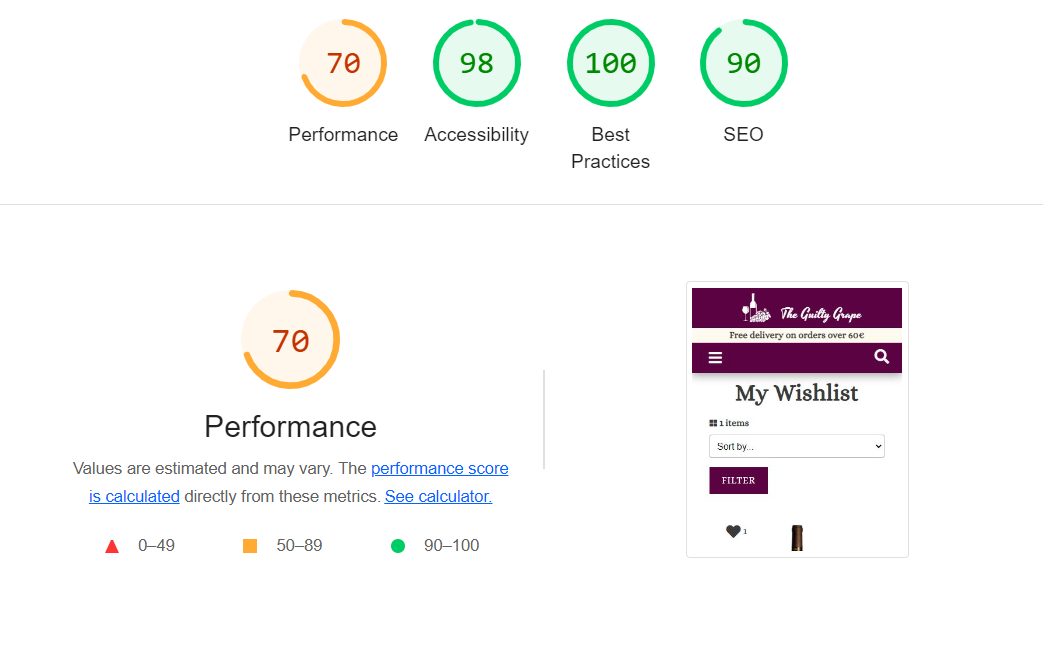 70
98
100
90
Performance
Accessibility
Best
Practices
SEO
70
Performance
Values are estimated and may vary. The performance score
is calculated directly from these metrics. See calculator.
0–49
50–89
90–100
The Guilty Grape
Free delivery on orders over 60€
My Wishlist
1 items
Sort by...
FILTER
1